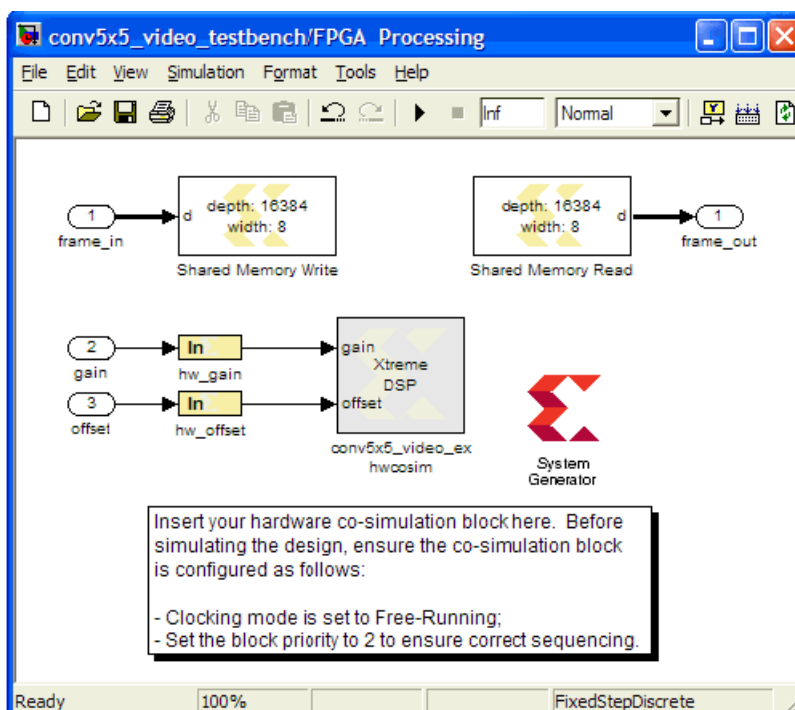 conv5x5_video_testbench/FPGA Processing
File Edit View Simulation Format Tools Help
Inf Normal
1
frame_in
d
depth: 16384
width: 8
Shared Memory Write
depth: 16384
width: 8
d
Shared Memory Read
1
frame_out
2
gain
In
hw_gain
3
offset
In
hw_offset
gain
Xtreme
DSP
offset
conv5x5_video_ex
hwcosim
System
Generator
Insert your hardware co-simulation block here. Before
simulating the design, ensure the co-simulation block
is configured as follows:
- Clocking mode is set to Free-Running;
- Set the block priority to 2 to ensure correct sequencing.
Ready 100% FixedStepDiscrete